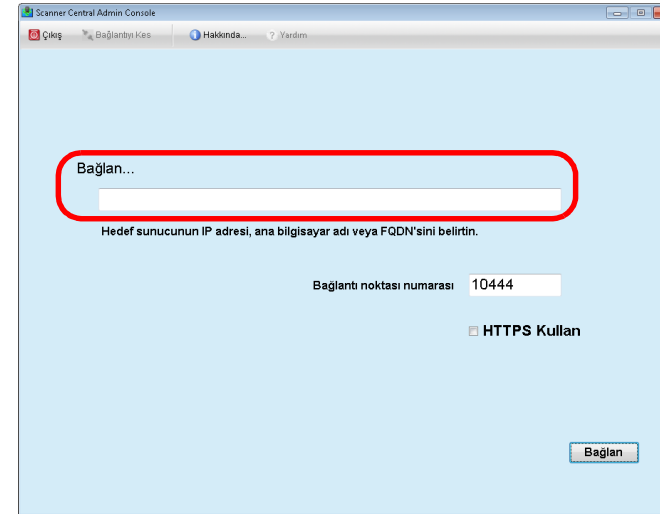 Scanner Central Admin Console
Çıkış Bağlantıyı Kes Hakkında... Yardım
Bağlan...
Hedef sunucunun IP adresi, ana bilgisayar adı veya FQDN'sini belirtin.
Bağlantı noktası numarası 10444
HTTPS Kullan
Bağlan